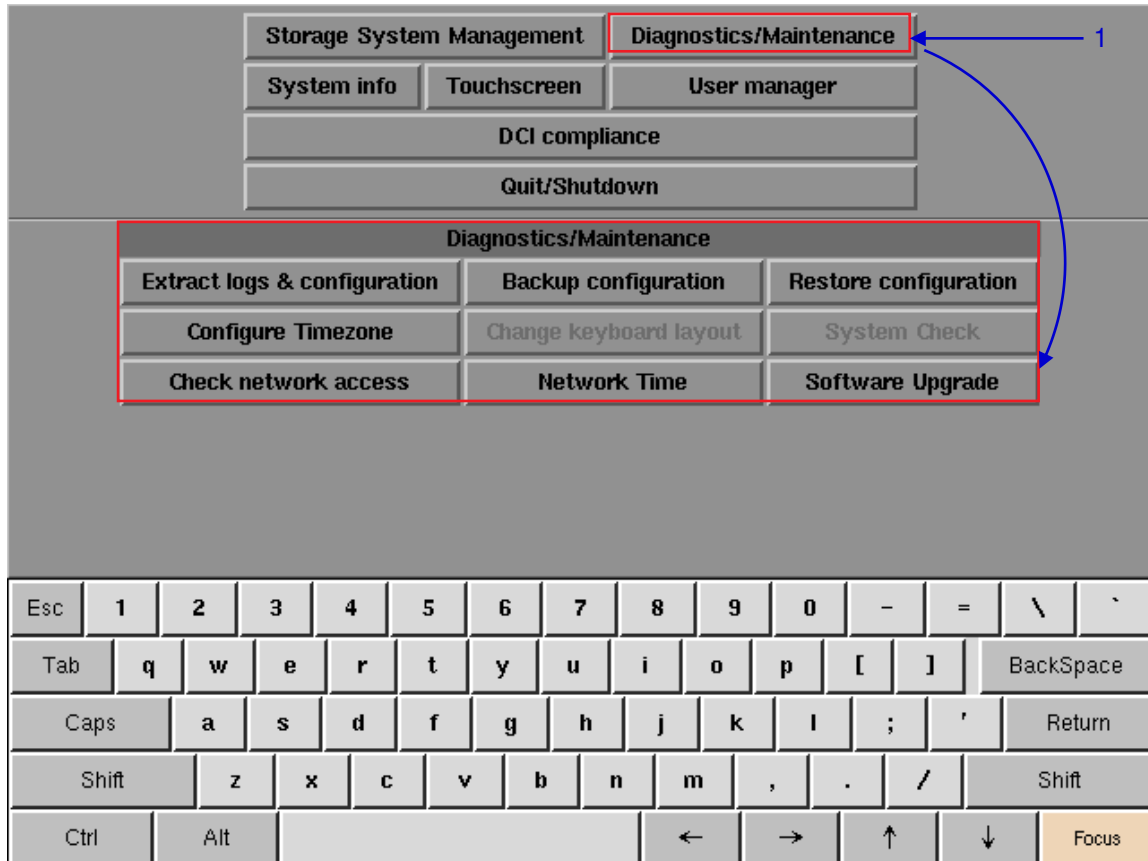 Storage System Management Diagnostics/Maintenance 1
System info Touchscreen User manager
DCI compliance
Quit/Shutdown
Diagnostics/Maintenance
Extract logs & configuration Backup configuration Restore configuration
Configure Timezone Change keyboard layout System Check
Check network access Network Time Software Upgrade
Esc 1 2 3 4 5 6 7 8 9 0 - = \ `
Tab q w e r t y u i o p [ ] BackSpace
Caps a s d f g h j k l ; ' Return
Shift z x c v b n m , . / Shift
Ctrl Alt ← → ↑ ↓ Focus